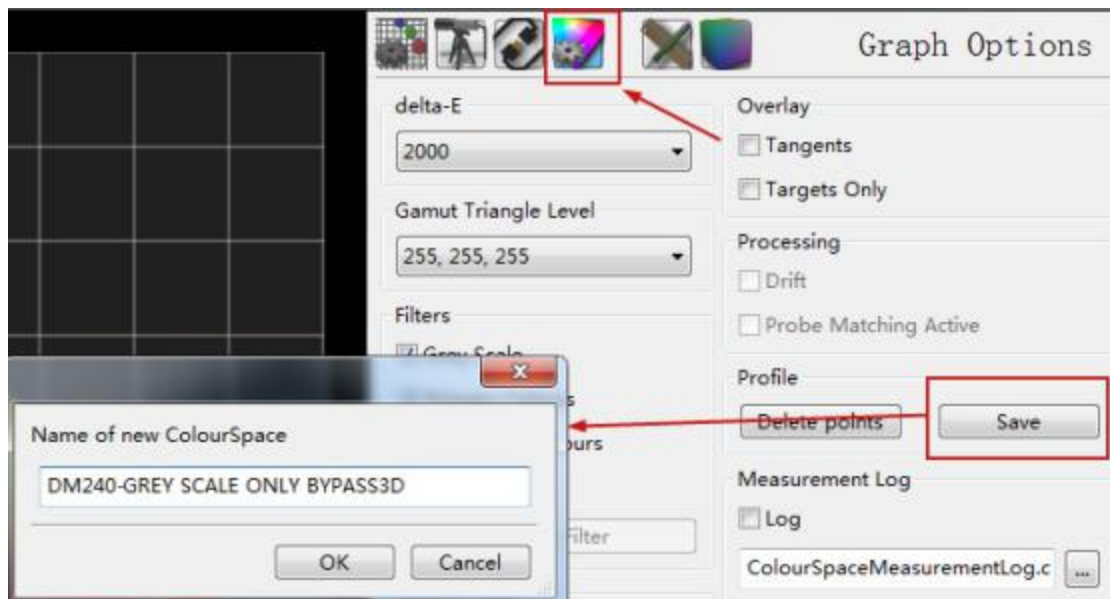 Graph Options
delta-E
2000
Gamut Triangle Level
255, 255, 255
Filters
Grey Scale
Overlay
Tangents
Targets Only
Processing
Drift
Probe Matching Active
Profile
Delete points
Save
Measurement Log
Log
ColourSpaceMeasurementLog.c
...
Name of new ColourSpace
DM240-GREY SCALE ONLY BYPASS3D
OK
Cancel